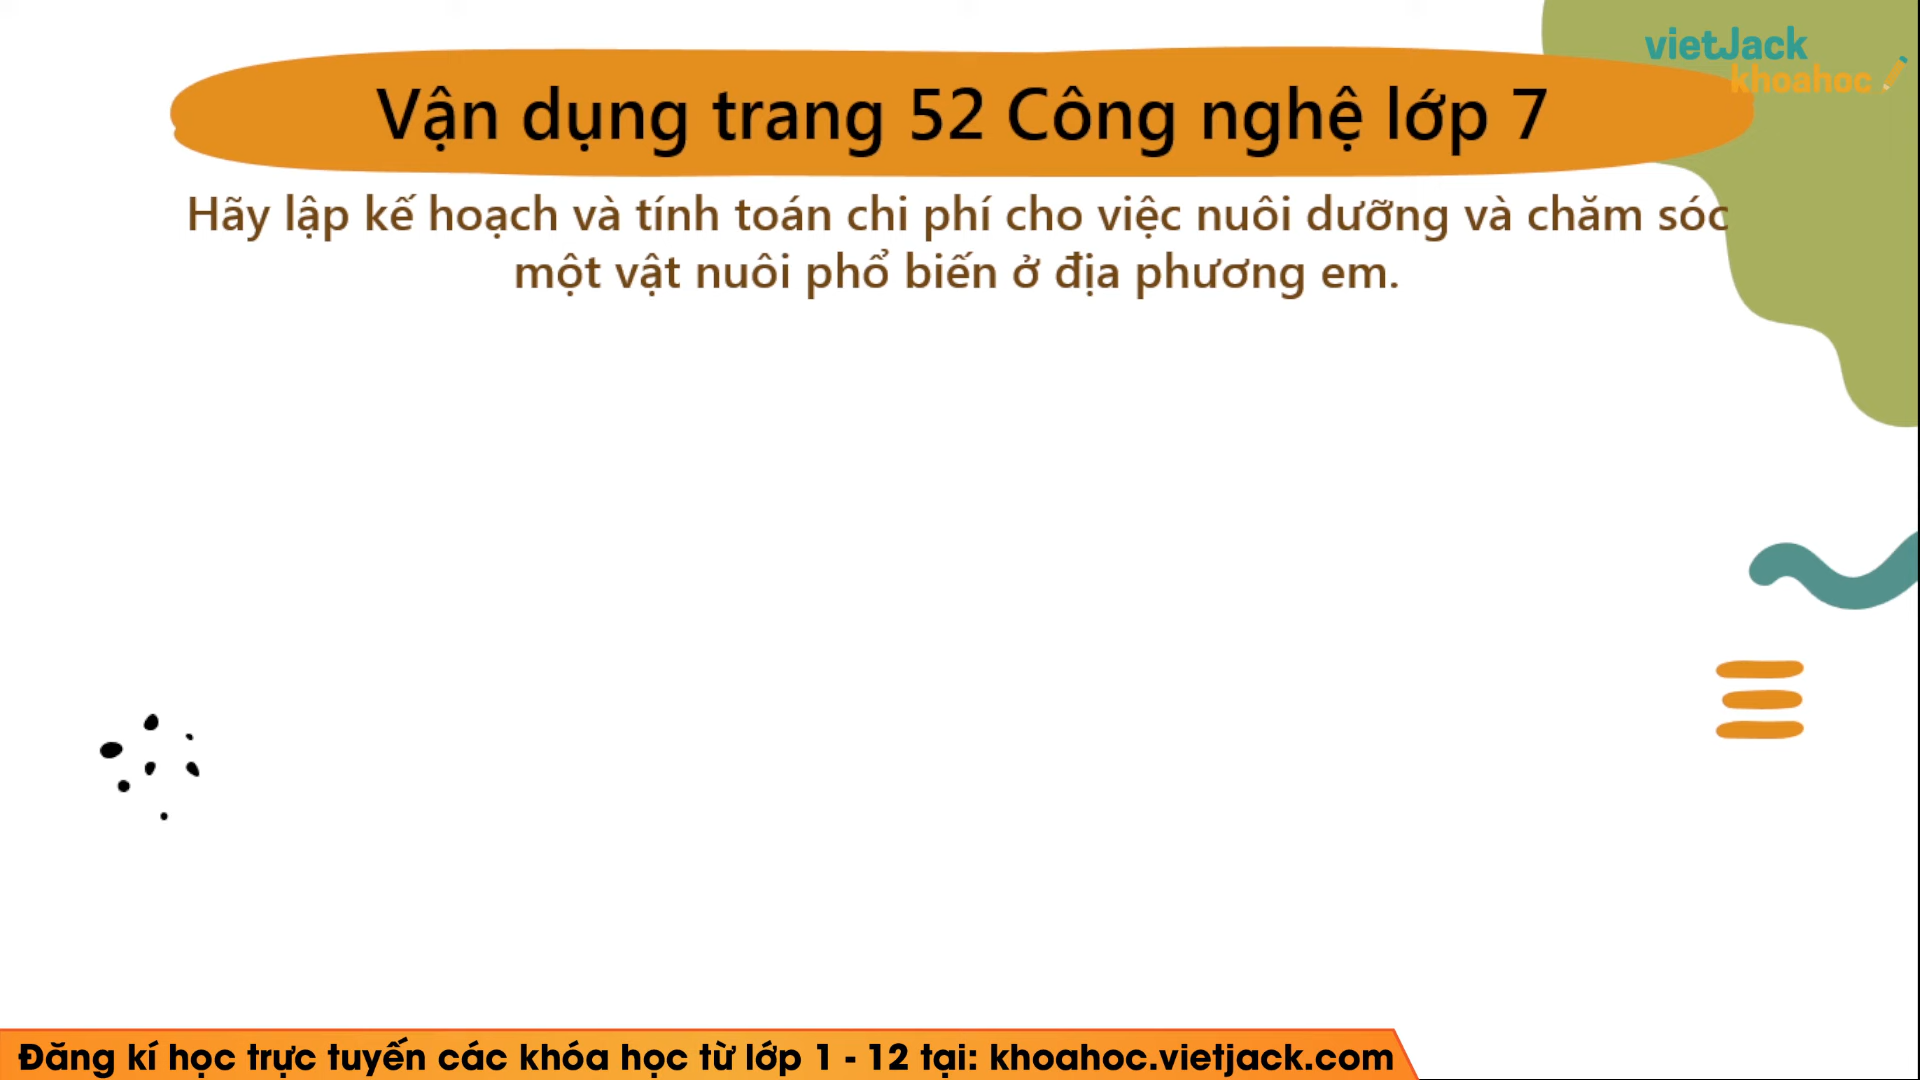 vietJack
khoahoc
Vận dụng trang 52 Công nghệ lớp 7
Hãy lập kế hoạch và tính toán chi phí cho việc nuôi dưỡng và chăm sóc
một vật nuôi phổ biến ở địa phương em.
Đăng kí học trực tuyến các khóa học từ lớp 1 - 12 tại: khoahoc.vietjack.com